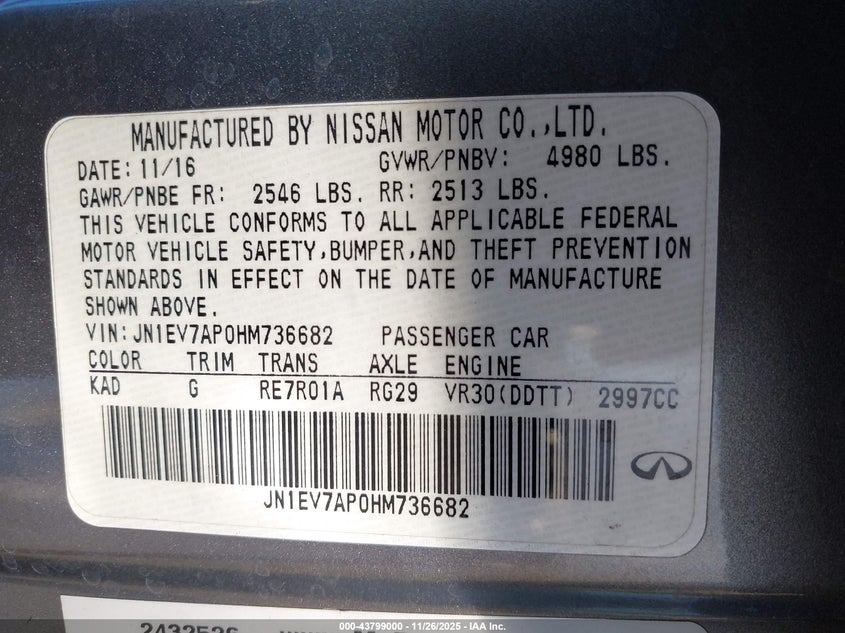 MANUFACTURED BY NISSAN MOTOR CO.,LTD.
DATE:11/16 GVWR/PNBV: 4980 LBS.
GAWR/PNBE FR: 2546 LBS. RR: 2513 LBS.
THIS VEHICLE CONFORMS TO ALL APPLICABLE FEDERAL
MOTOR VEHICLE SAFETY,BUMPER,AND THEFT PREVENTION
STANDARDS IN EFFECT ON THE DATE OF MANUFACTURE
SHOWN ABOVE.
VIN:JN1EV7AP0HM736682 PASSENGER CAR
COLOR TRIM TRANS AXLE ENGINE
KAD G RE7R01A RG29 VR30(DDTT) 2997CC
JN1EV7AP0HM736682
000-43799000 - 11/26/2025 - IAA Inc.